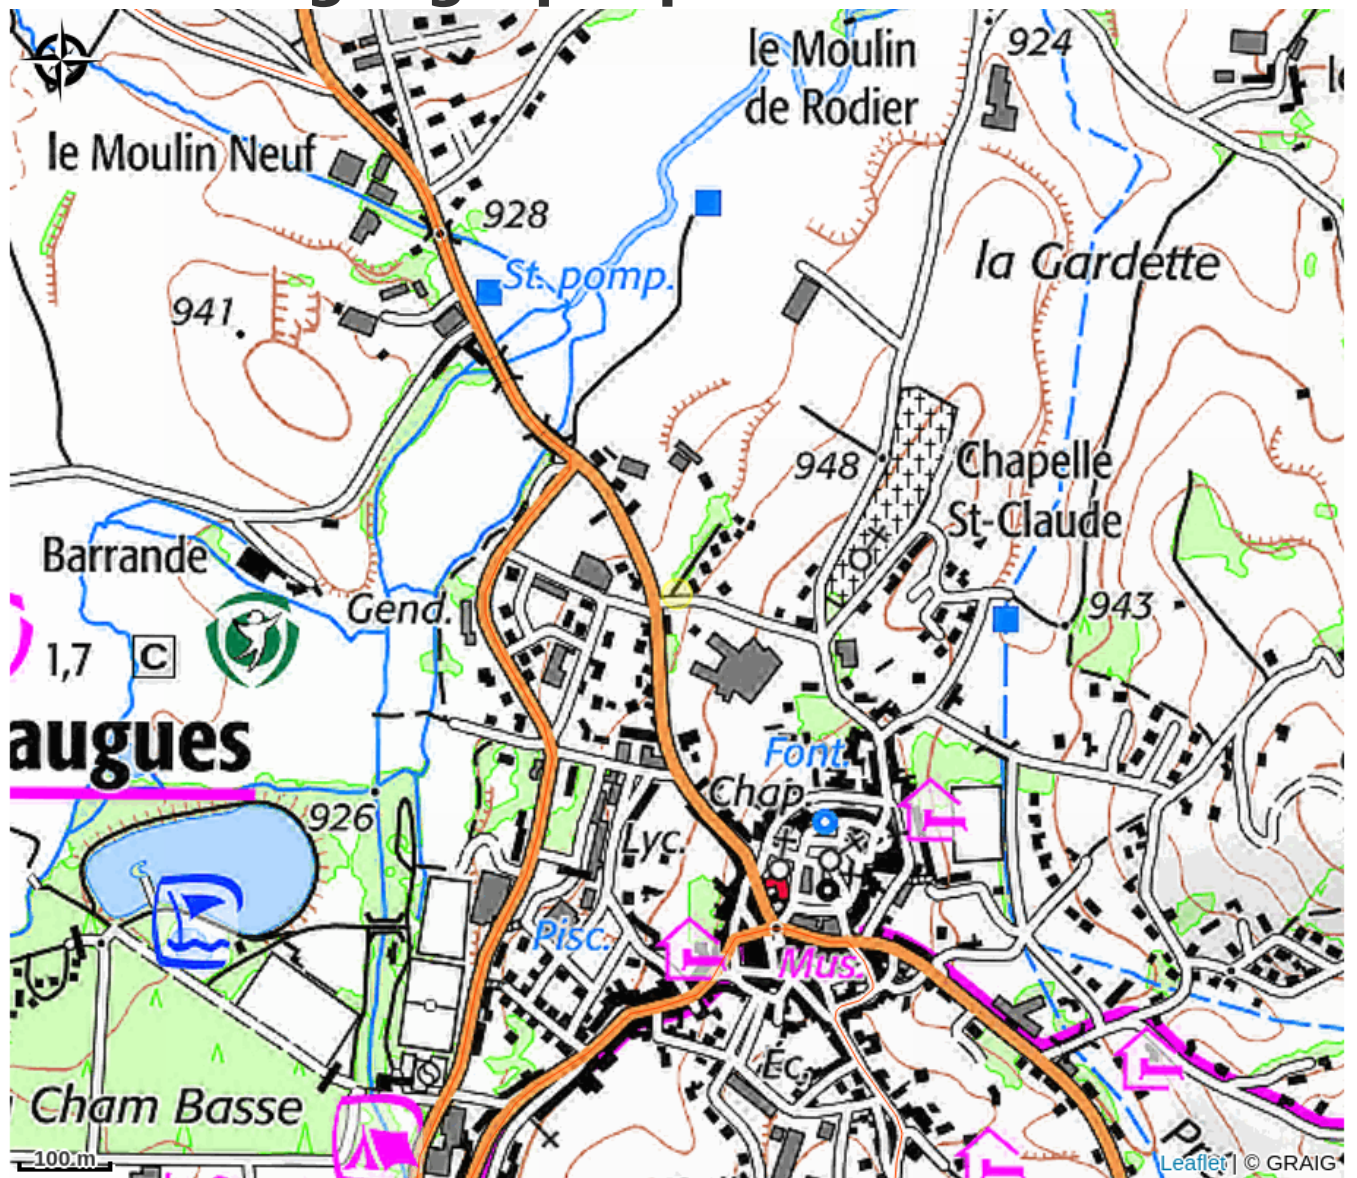 924
le Moulin
de Rodier
le Moulin Neuf
928
la Gardette
St. pomp.
941
948
Chapelle
St-Claude
Barrande
Gend.
943
1,7
C
augues
Font.
Chap.
926
Lyc.
Pisc.
Mus.
Éc.
Cham Basse
100 m
Leaflet | © GRAIG